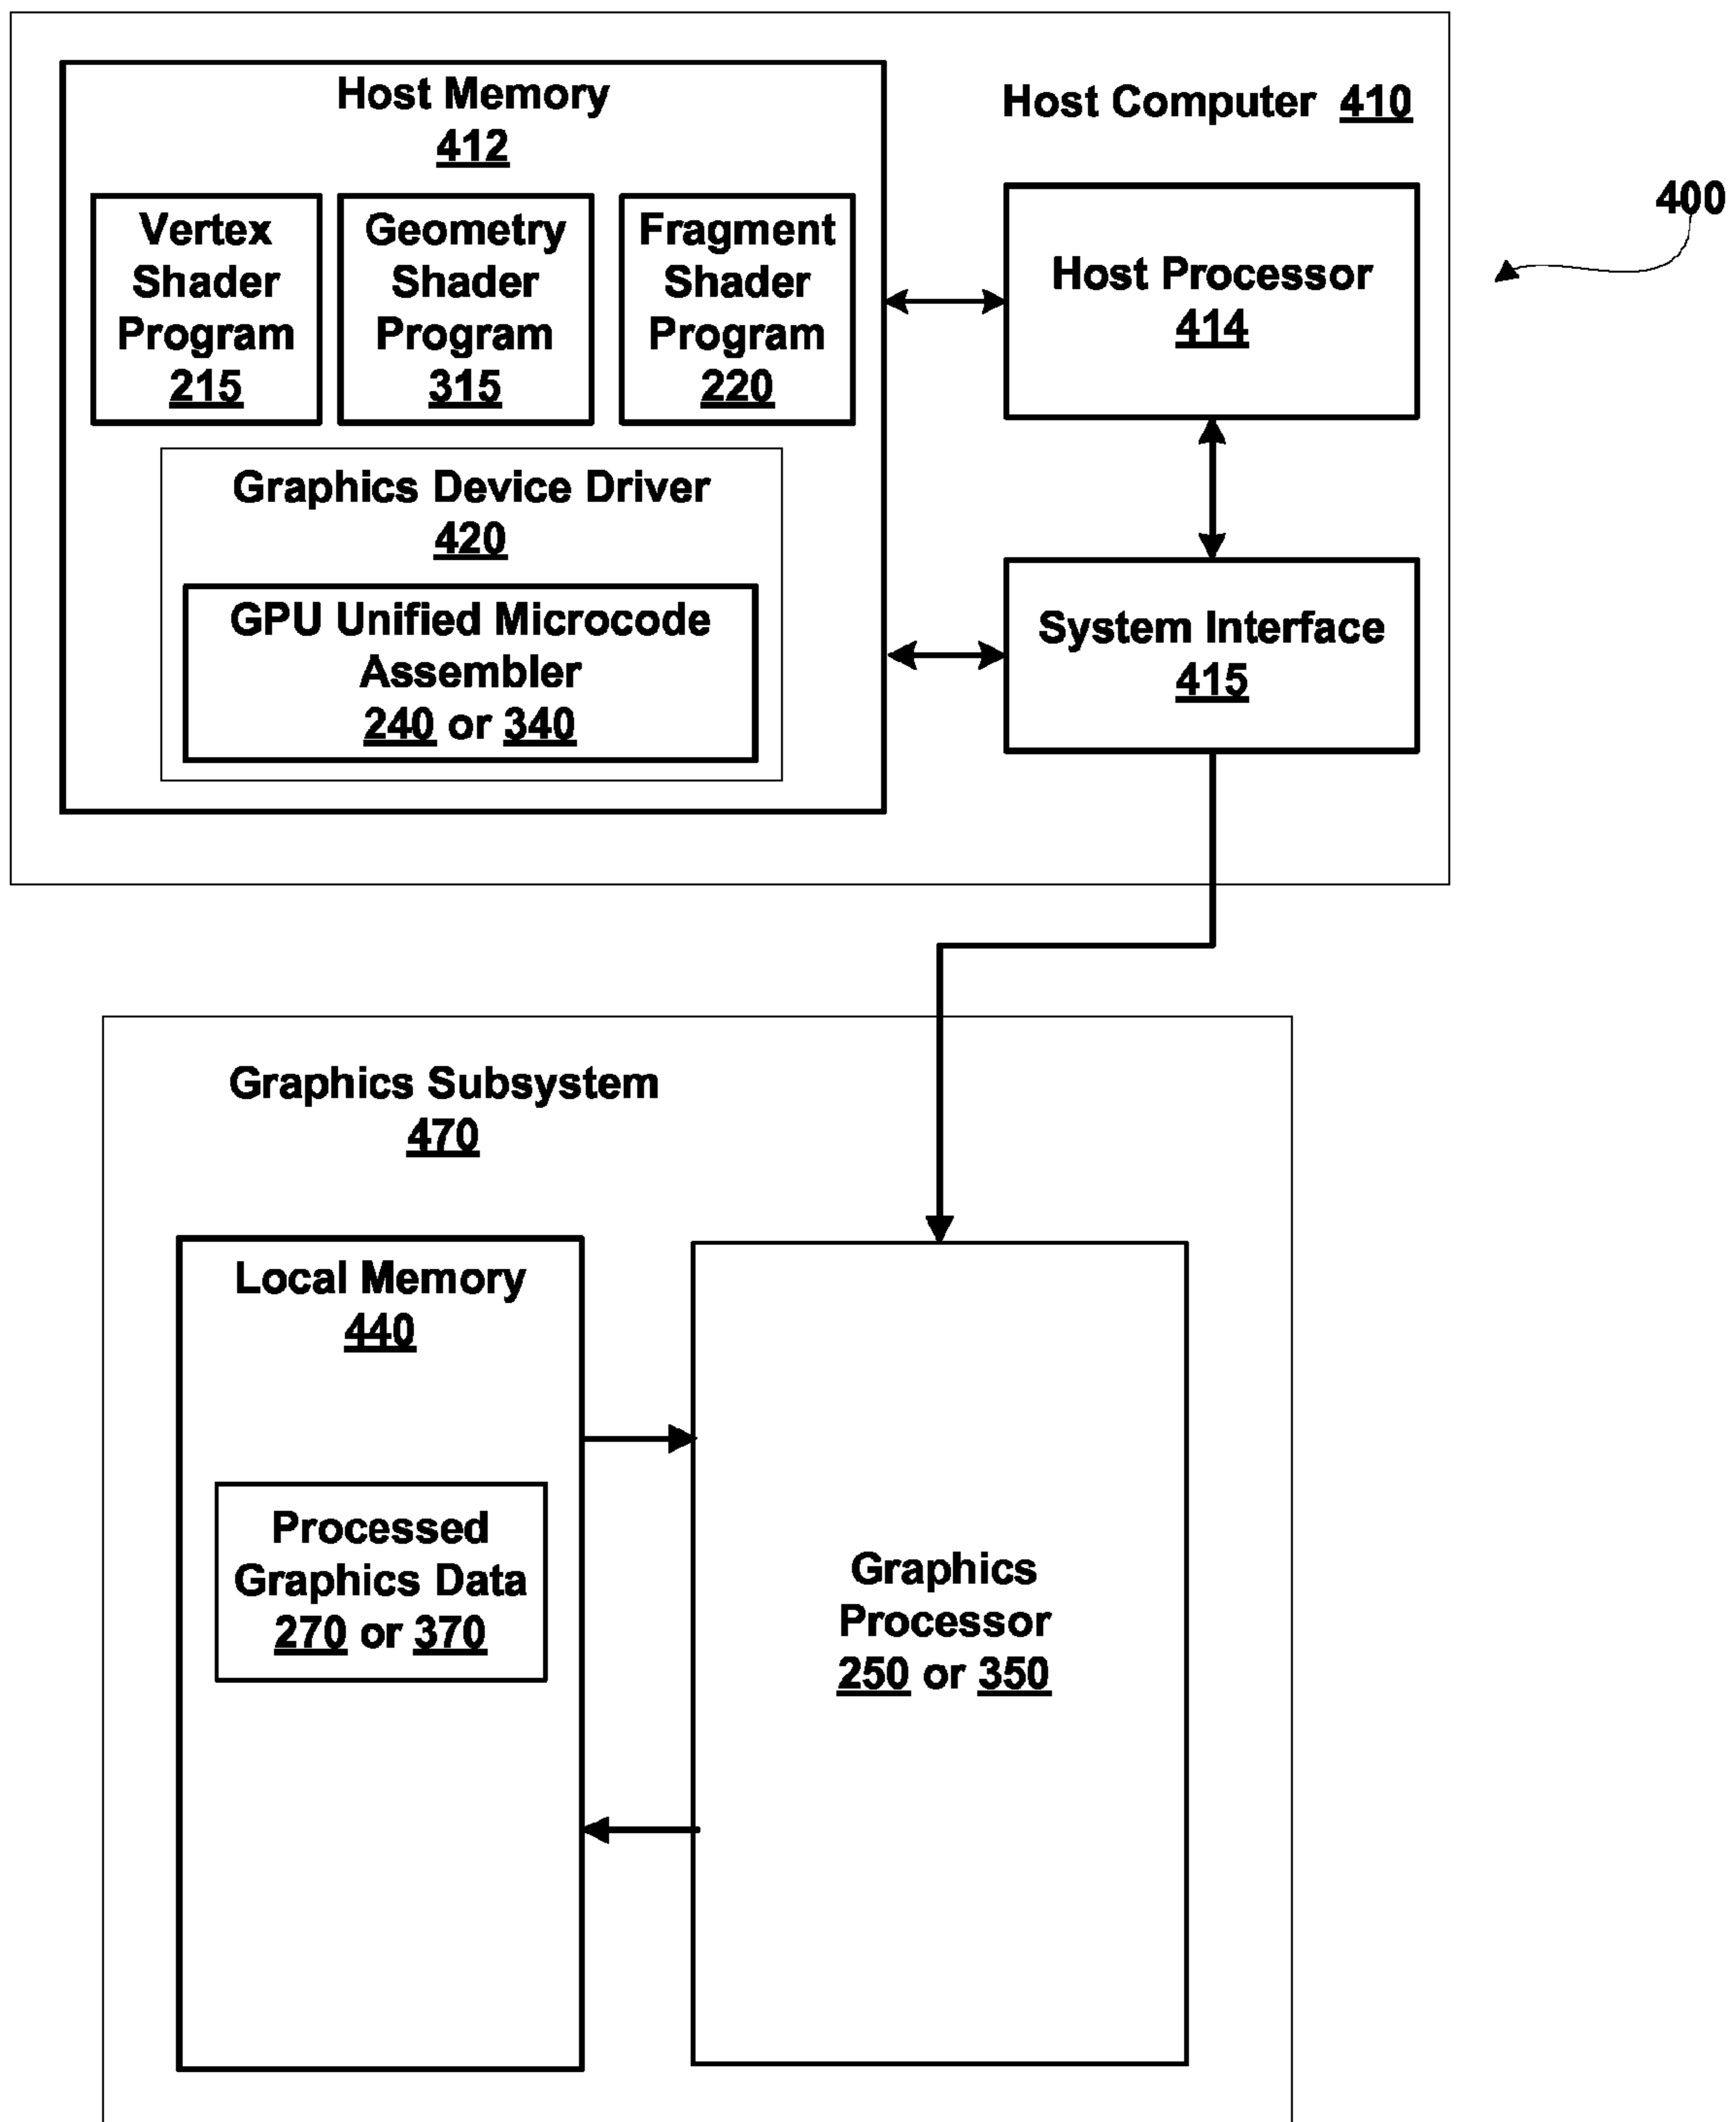 Host Memory
412
Host Computer 410
400
Vertex
Shader
Program
215
Geometry
Shader
Program
315
Fragment
Shader
Program
220
Host Processor
414
Graphics Device Driver
420
GPU Unified Microcode
Assembler
240 or 340
System Interface
415
Graphics Subsystem
470
Local Memory
440
Processed
Graphics Data
270 or 370
Graphics
Processor
250 or 350